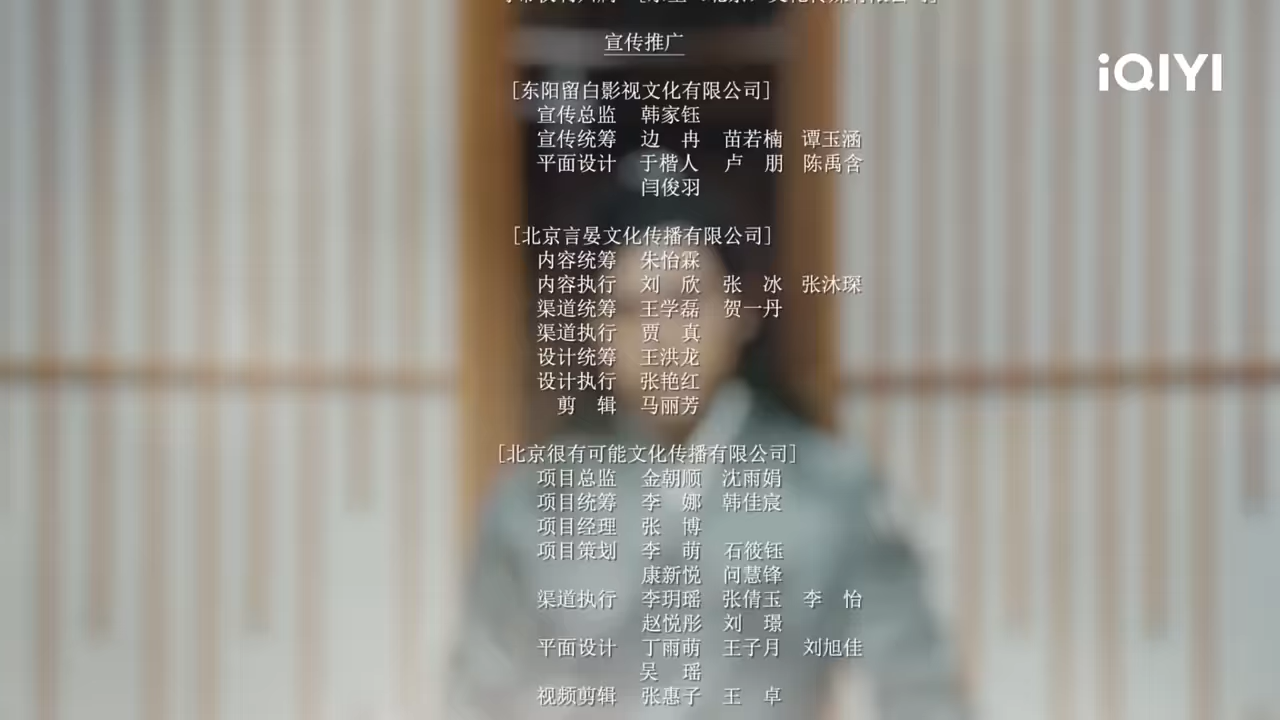 宣传推广
iQIYI
[东阳留白影视文化有限公司]
宣传总监 韩家钰
宣传统筹 边 冉 苗若楠 谭玉涵
平面设计 于楷人 卢 朋 陈禹含
闫俊羽
[北京言晏文化传播有限公司]
内容统筹 朱怡霖
内容执行 刘 欣 张 冰 张沐琛
渠道统筹 王学磊 贺一丹
渠道执行 贾 真
设计统筹 王洪龙
设计执行 张艳红
剪 辑 马丽芳
[北京很有可能文化传播有限公司]
项目总监 金朝顺 沈雨娟
项目统筹 李 娜 韩佳宸
项目经理 张 博
项目策划 李 萌 石筱钰
康新悦 问慧锋
渠道执行 李玥瑶 张倩玉 李 怡
赵悦彤 刘 璟
平面设计 丁雨萌 王子月 刘旭佳
吴 瑶
视频剪辑 张惠子 王 卓